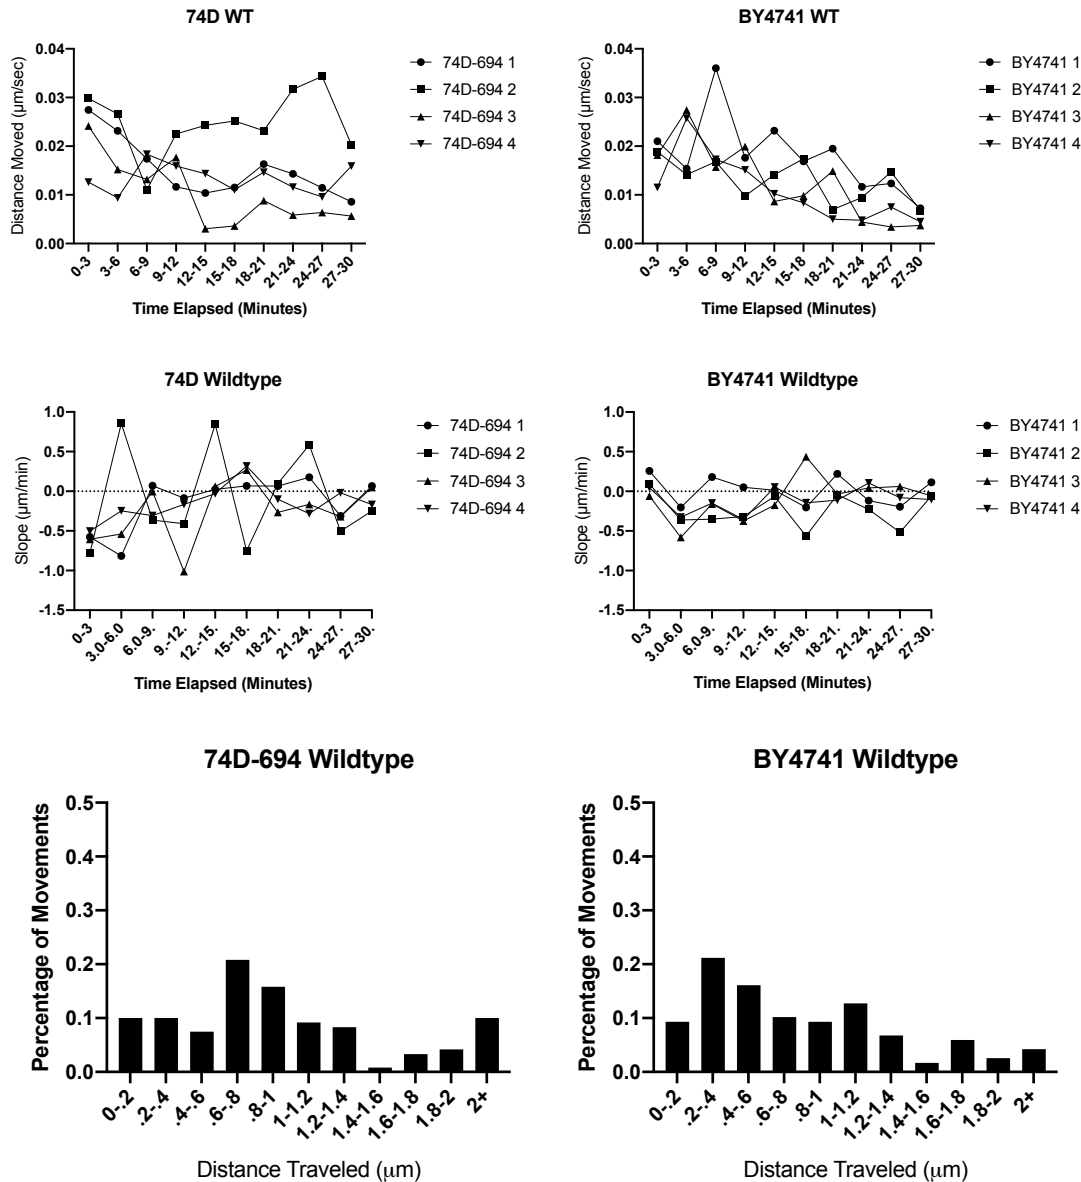 74D WT
0.04
0.03
0.02
0.01
0.00
Distance Moved (μm/sec)
0-3
3-6
6-9
9-12
12-15
15-18
18-21
21-24
24-27
27-30
Time Elapsed (Minutes)
74D-694 1
74D-694 2
74D-694 3
74D-694 4
BY4741 WT
0.04
0.03
0.02
0.01
0.00
Distance Moved (μm/sec)
0-3
3-6
6-9
9-12
12-15
15-18
18-21
21-24
24-27
27-30
Time Elapsed (Minutes)
BY4741 1
BY4741 2
BY4741 3
BY4741 4
74D Wildtype
1.0
0.5
0.0
-0.5
-1.0
-1.5
Slope (μm/min)
0-3
3.0-6.0
6.0-9.
9.-12.
12.-15.
15-18.
18-21.
21-24.
24-27.
27-30.
Time Elapsed (Minutes)
74D-694 1
74D-694 2
74D-694 3
74D-694 4
BY4741 Wildtype
1.0
0.5
0.0
-0.5
-1.0
-1.5
Slope (μm/min)
0-3
3.0-6.0
6.0-9.
9.-12.
12.-15.
15-18.
18-21.
21-24.
24-27.
27-30.
Time Elapsed (Minutes)
BY4741 1
BY4741 2
BY4741 3
BY4741 4
74D-694 Wildtype
0.5
0.4
0.3
0.2
0.1
0.0
Percentage of Movements
0-.2
.2-.4
.4-.6
.6-.8
.8-1
1-1.2
1.2-1.4
1.4-1.6
1.6-1.8
1.8-2
2+
Distance Traveled (μm)
BY4741 Wildtype
0.5
0.4
0.3
0.2
0.1
0.0
Percentage of Movements
0-.2
.2-.4
.4-.6
.6-.8
.8-1
1-1.2
1.2-1.4
1.4-1.6
1.6-1.8
1.8-2
2+
Distance Traveled (μm)